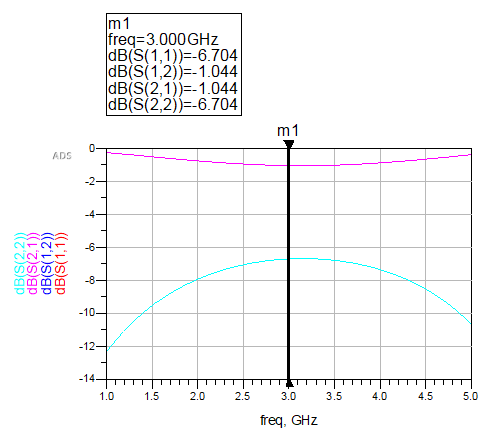 m1
freq=3.000GHz
dB(S(1,1))=-6.704
dB(S(1,2))=-1.044
dB(S(2,1))=-1.044
dB(S(2,2))=-6.704
m1
ADS
0
-2
-4
-6
-8
-10
-12
-14
dB(S(2,2))
dB(S(2,1))
dB(S(1,2))
dB(S(1,1))
1.0 1.5 2.0 2.5 3.0 3.5 4.0 4.5 5.0
freq, GHz